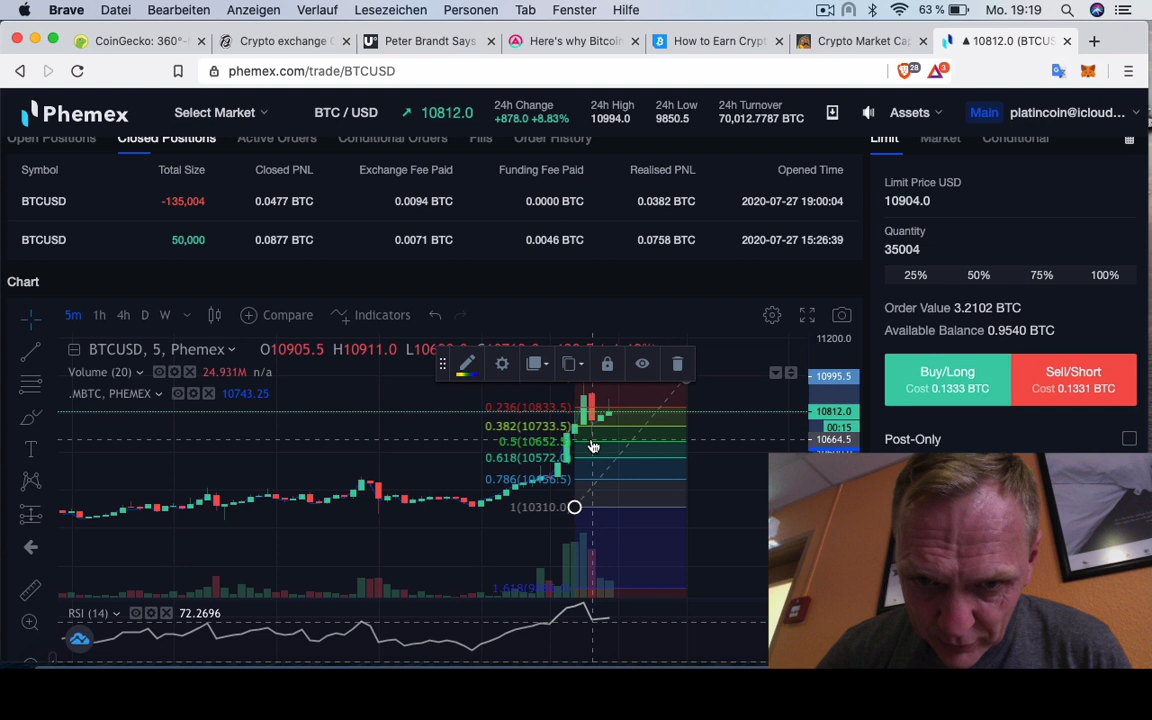 Brave Datei Bearbeiten Anzeigen Verlauf Lesezeichen Personen Tab Fenster Hilfe 63 % Mo. 19:19
CoinGecko: 360°- Crypto exchange Peter Brandt Says Here's why Bitcoin How to Earn Crypt Crypto Market Ca ▲ 10812.0 (BTCUS
phemex.com/trade/BTCUSD 28 3
Phemex Select Market BTC / USD 10812.0 24h Change 24h High 24h Low 24h Turnover Assets Main platincoin@icloud...
+878.0 +8.83% 10994.0 9850.5 70,012.7787 BTC
Open Positions Closed Positions Active Orders Conditional Orders Fills Order History Limit Market Conditional
Symbol Total Size Closed PNL Exchange Fee Paid Funding Fee Paid Realised PNL Opened Time
BTCUSD -135,004 0.0477 BTC 0.0094 BTC 0.0000 BTC 0.0382 BTC 2020-07-27 19:00:04
BTCUSD 50,000 0.0877 BTC 0.0071 BTC 0.0046 BTC 0.0758 BTC 2020-07-27 15:26:39
Limit Price USD
10904.0
Quantity
35004
25% 50% 75% 100%
Order Value 3.2102 BTC
Available Balance 0.9540 BTC
Buy/Long Sell/Short
Cost 0.1333 BTC Cost 0.1331 BTC
Post-Only
Chart
5m 1h 4h D W Compare Indicators
BTCUSD, 5, Phemex O10905.5 H10911.0
11200.0
Volume (20) 24.931M n/a
10995.5
.MBTC, PHEMEX 10743.25
0.236(10833.5)
10812.0
0.382(10733.5)
00:15
0.5(10652.5)
10664.5
0.618(10572.0)
0.786(10456.5)
1(10310.0)
RSI (14) 72.2696